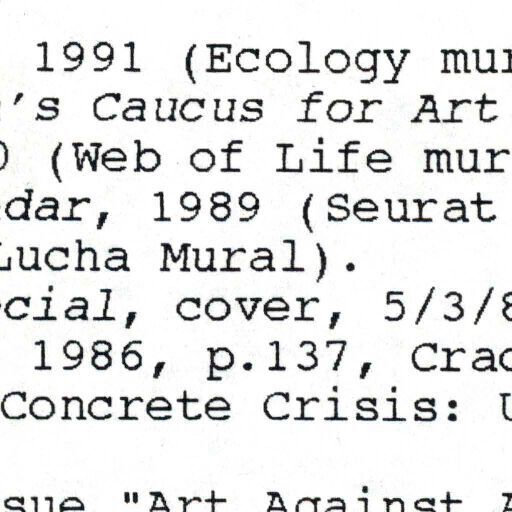 1991 (Ecology mur
's Caucus for Art
(Web of Life mur
dar, 1989 (Seurat
Lucha Mural).
cial, cover, 5/3/8
1986, p.137, Crac
Concrete Crisis: U
sue "Art Against A